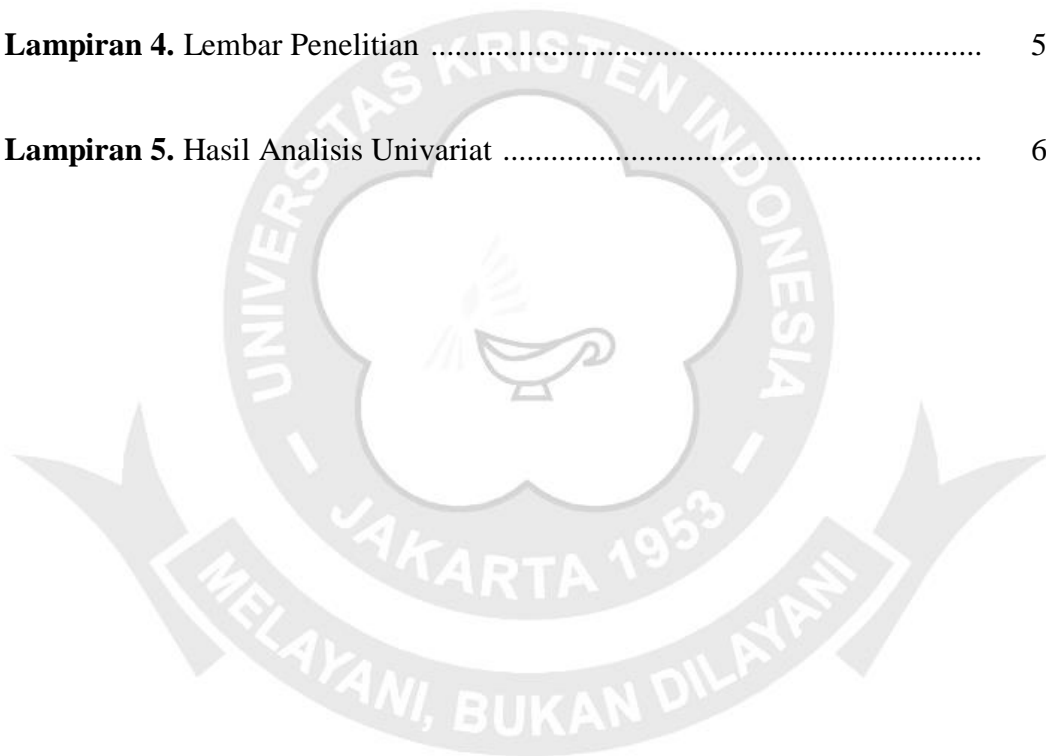 Lampiran 4. Lembar Penelitian ........................................................................ 5
Lampiran 5. Hasil Analisis Univariat ............................................................... 6
UNIVERSITAS KRISTEN INDONESIA
- JAKARTA 1953 -
MELAYANI, BUKAN DILAYANI